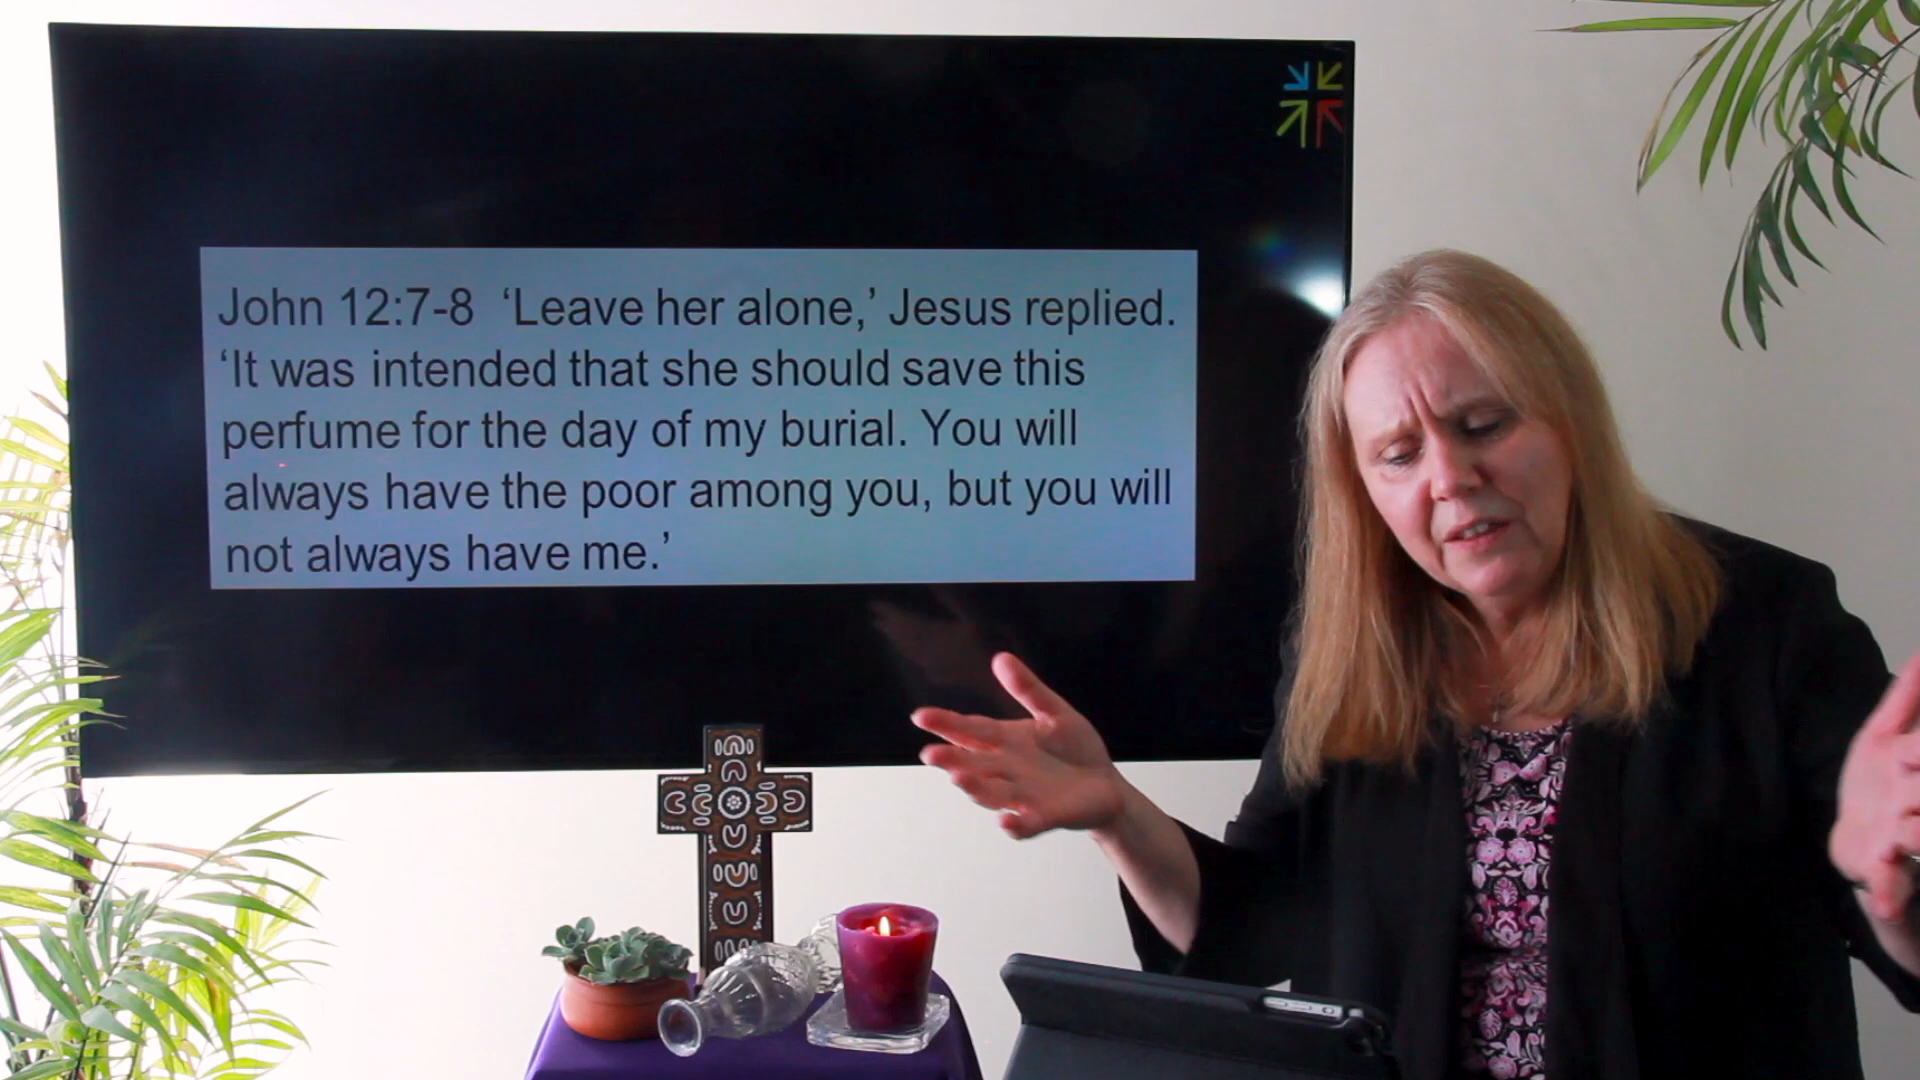 John 12:7-8  ‘Leave her alone,’ Jesus replied.
‘It was intended that she should save this
perfume for the day of my burial. You will
always have the poor among you, but you will
not always have me.’